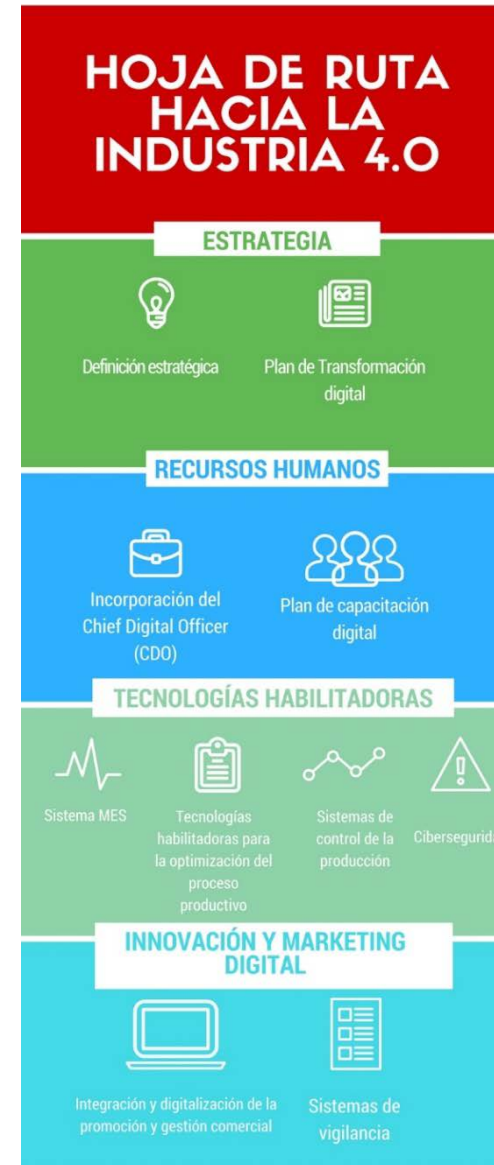 HOJA DE RUTA
HACIA LA
INDUSTRIA 4.0
ESTRATEGIA
Definición estratégica
Plan de Transformación
digital
RECURSOS HUMANOS
Incorporación del
Chief Digital Officer
(CDO)
Plan de capacitación
digital
TECNOLOGÍAS HABILITADORAS
Sistema MES
Tecnologías
habilitadoras para
la optimización del
proceso
productivo
Sistemas de
control de la
producción
Cibersegurida
INNOVACIÓN Y MARKETING
DIGITAL
Integración y digitalización de la
promoción y gestión comercial
Sistemas de
vigilancia